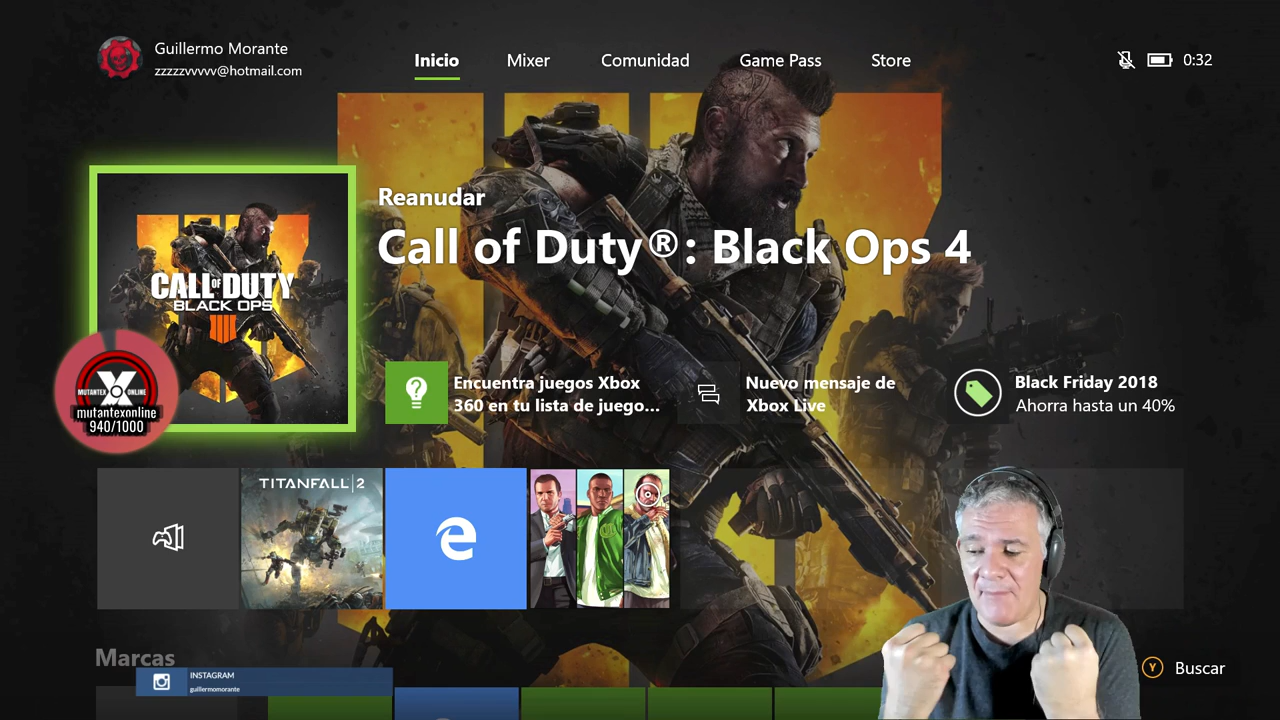 Guillermo Morante
zzzzzvvvvv@hotmail.com
Inicio
Mixer
Comunidad
Game Pass
Store
0:32
Reanudar
Call of Duty®: Black Ops 4
CALL OF DUTY
BLACK OPS
IIII
MUTANTEX ONLINE
mutantexonline
940/1000
Encuentra juegos Xbox
360 en tu lista de juego...
Nuevo mensaje de
Xbox Live
Black Friday 2018
Ahorra hasta un 40%
TITANFALL|2
Marcas
INSTAGRAM
guillermomorante
Y
Buscar